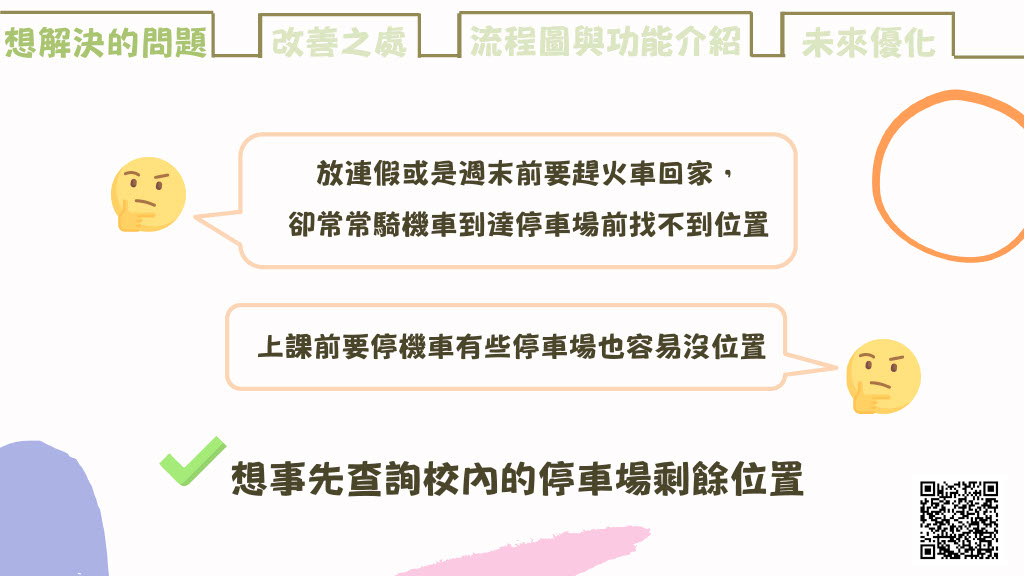 想解決的問題
改善之處
流程圖與功能介紹
未來優化
放連假或是週末前要趕火車回家，
卻常常騎機車到達停車場前找不到位置
上課前要停機車有些停車場也容易沒位置
想事先查詢校內的停車場剩餘位置